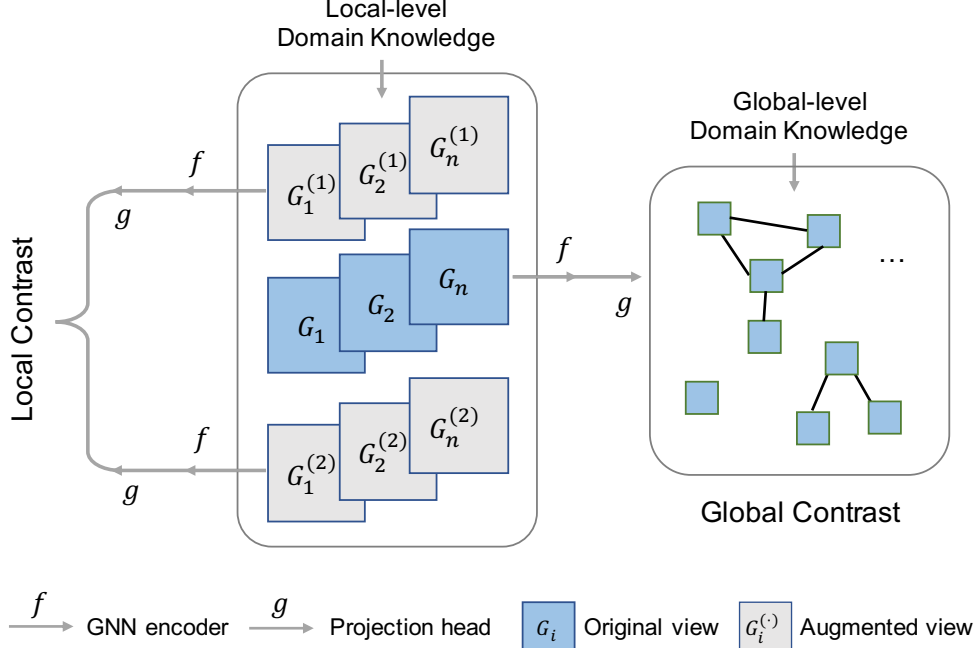 Local-level
Domain Knowledge
Global-level
Domain Knowledge
G_n^{(1)}
G_2^{(1)}
G_1^{(1)}
f
g
G_n
G_2
G_1
f
g
...
Local Contrast
G_n^{(2)}
G_2^{(2)}
G_1^{(2)}
f
g
Global Contrast
f GNN encoder
g Projection head
G_i Original view
G_i^{(·)} Augmented view